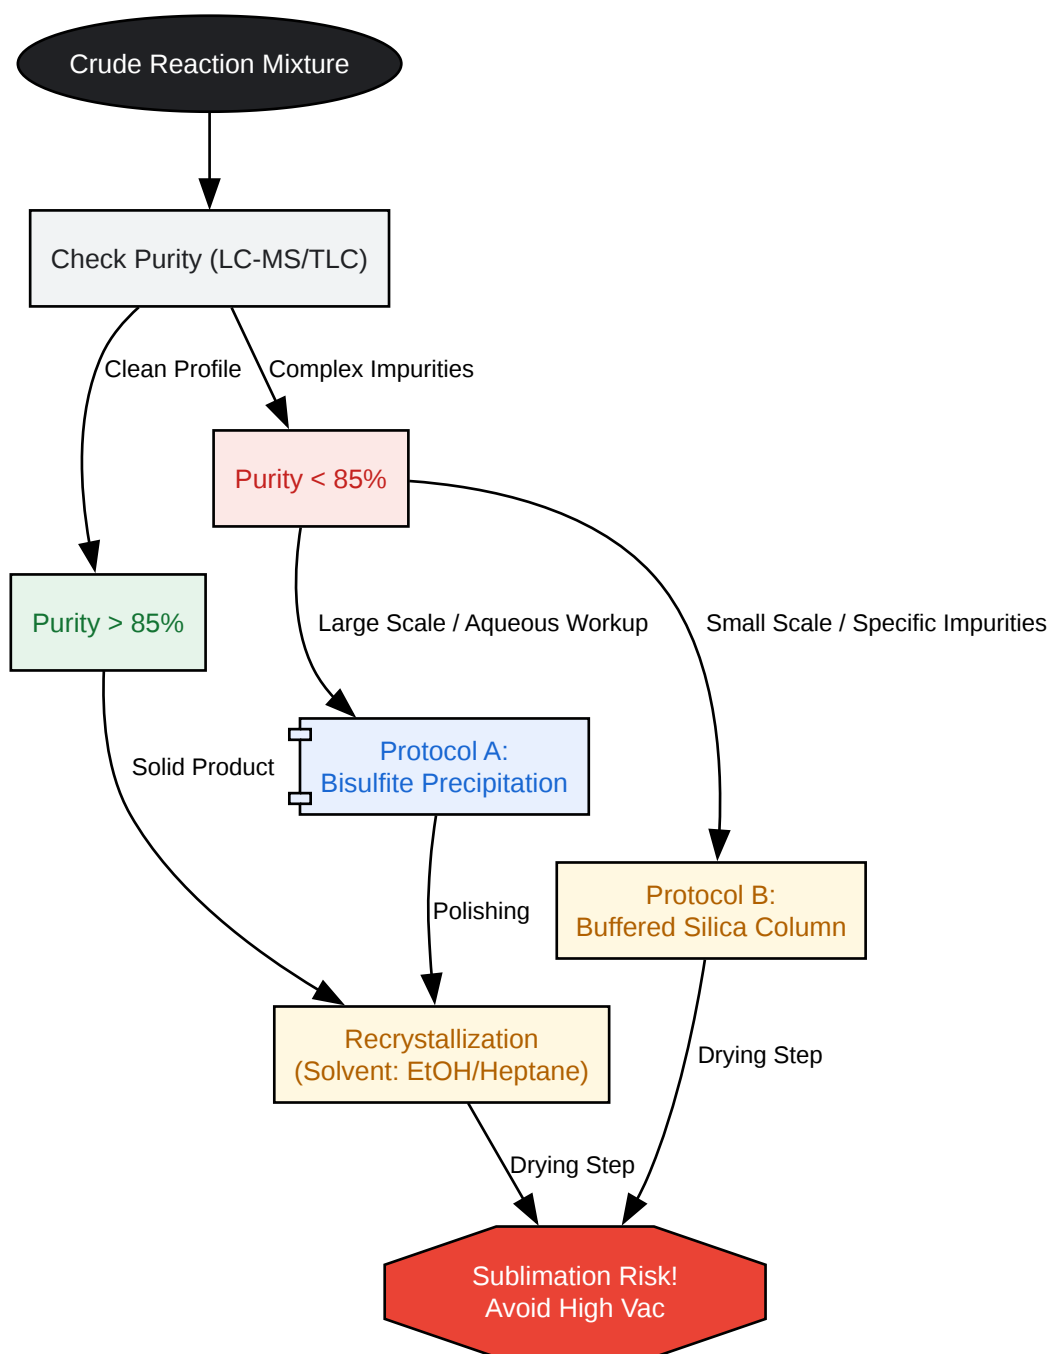 Crude Reaction Mixture
Check Purity (LC-MS/TLC)
Clean Profile
Complex Impurities
Purity < 85%
Purity > 85%
Large Scale / Aqueous Workup
Small Scale / Specific Impurities
Solid Product
Protocol A:
Bisulfite Precipitation
Polishing
Protocol B:
Buffered Silica Column
Recrystallization
(Solvent: EtOH/Heptane)
Drying Step
Drying Step
Sublimation Risk!
Avoid High Vac